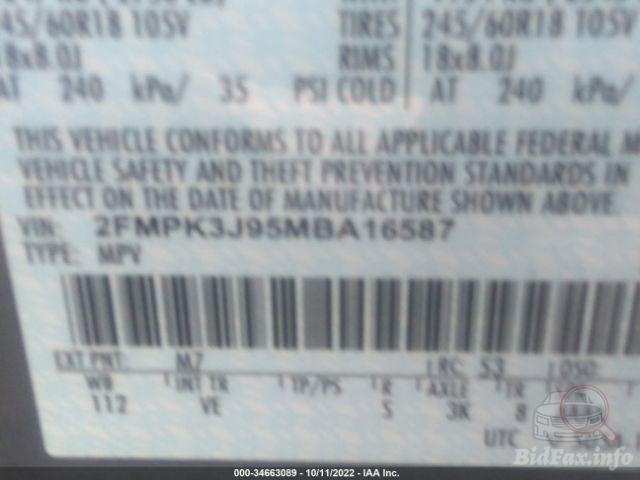 TIRES 245/60R18 105V
245/60R18 105V
18x8.0J
RIMS 18x8.0J
AT 240 kPa/ 35 PSI COLD
AT 240 kPa/
THIS VEHICLE CONFORMS TO ALL APPLICABLE FEDERAL M
VEHICLE SAFETY AND THEFT PREVENTION STANDARDS IN
EFFECT ON THE DATE OF MANUFACTURE SHOWN ABOVE.
VIN: 2FMPK3J95MBA16587
TYPE: MPV
EXT PNT: M7 RC: 53 DSO:
WB INT TR TP/PS R AXLE TR
112 VE S 3K 8
UTC
BidFax.info
000-34663089 - 10/11/2022 - IAA Inc.